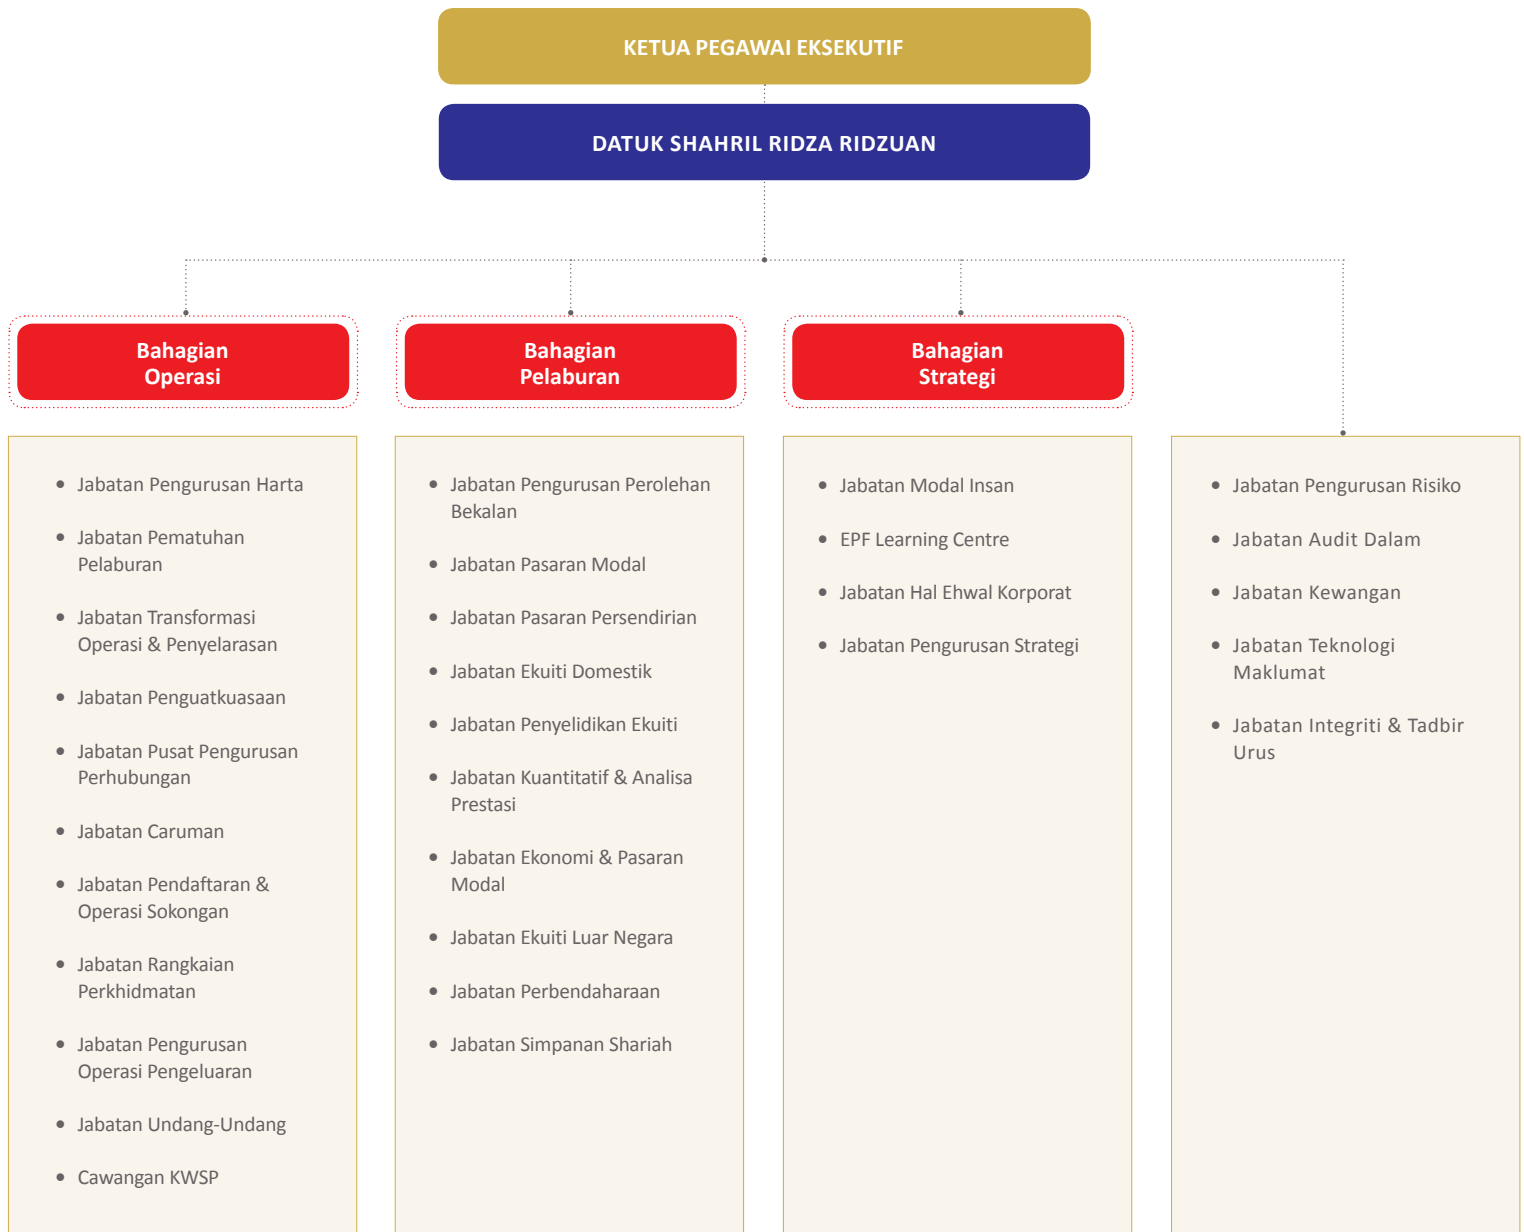 KETUA PEGAWAI EKSEKUTIF
DATUK SHAHRIL RIDZA RIDZUAN
Bahagian
Operasi
• Jabatan Pengurusan Harta
• Jabatan Pematuhan
Pelaburan
• Jabatan Transformasi
Operasi & Penyelarasan
• Jabatan Penguatkuasaan
• Jabatan Pusat Pengurusan
Perhubungan
• Jabatan Caruman
• Jabatan Pendaftaran &
Operasi Sokongan
• Jabatan Rangkaian
Perkhidmatan
• Jabatan Pengurusan
Operasi Pengeluaran
• Jabatan Undang-Undang
• Cawangan KWSP
Bahagian
Pelaburan
• Jabatan Pengurusan Perolehan
Bekalan
• Jabatan Pasaran Modal
• Jabatan Pasaran Persendirian
• Jabatan Ekuiti Domestik
• Jabatan Penyelidikan Ekuiti
• Jabatan Kuantitatif & Analisa
Prestasi
• Jabatan Ekonomi & Pasaran
Modal
• Jabatan Ekuiti Luar Negara
• Jabatan Perbendaharaan
• Jabatan Simpanan Shariah
Bahagian
Strategi
• Jabatan Modal Insan
• EPF Learning Centre
• Jabatan Hal Ehwal Korporat
• Jabatan Pengurusan Strategi
• Jabatan Pengurusan Risiko
• Jabatan Audit Dalam
• Jabatan Kewangan
• Jabatan Teknologi
Maklumat
• Jabatan Integriti & Tadbir
Urus